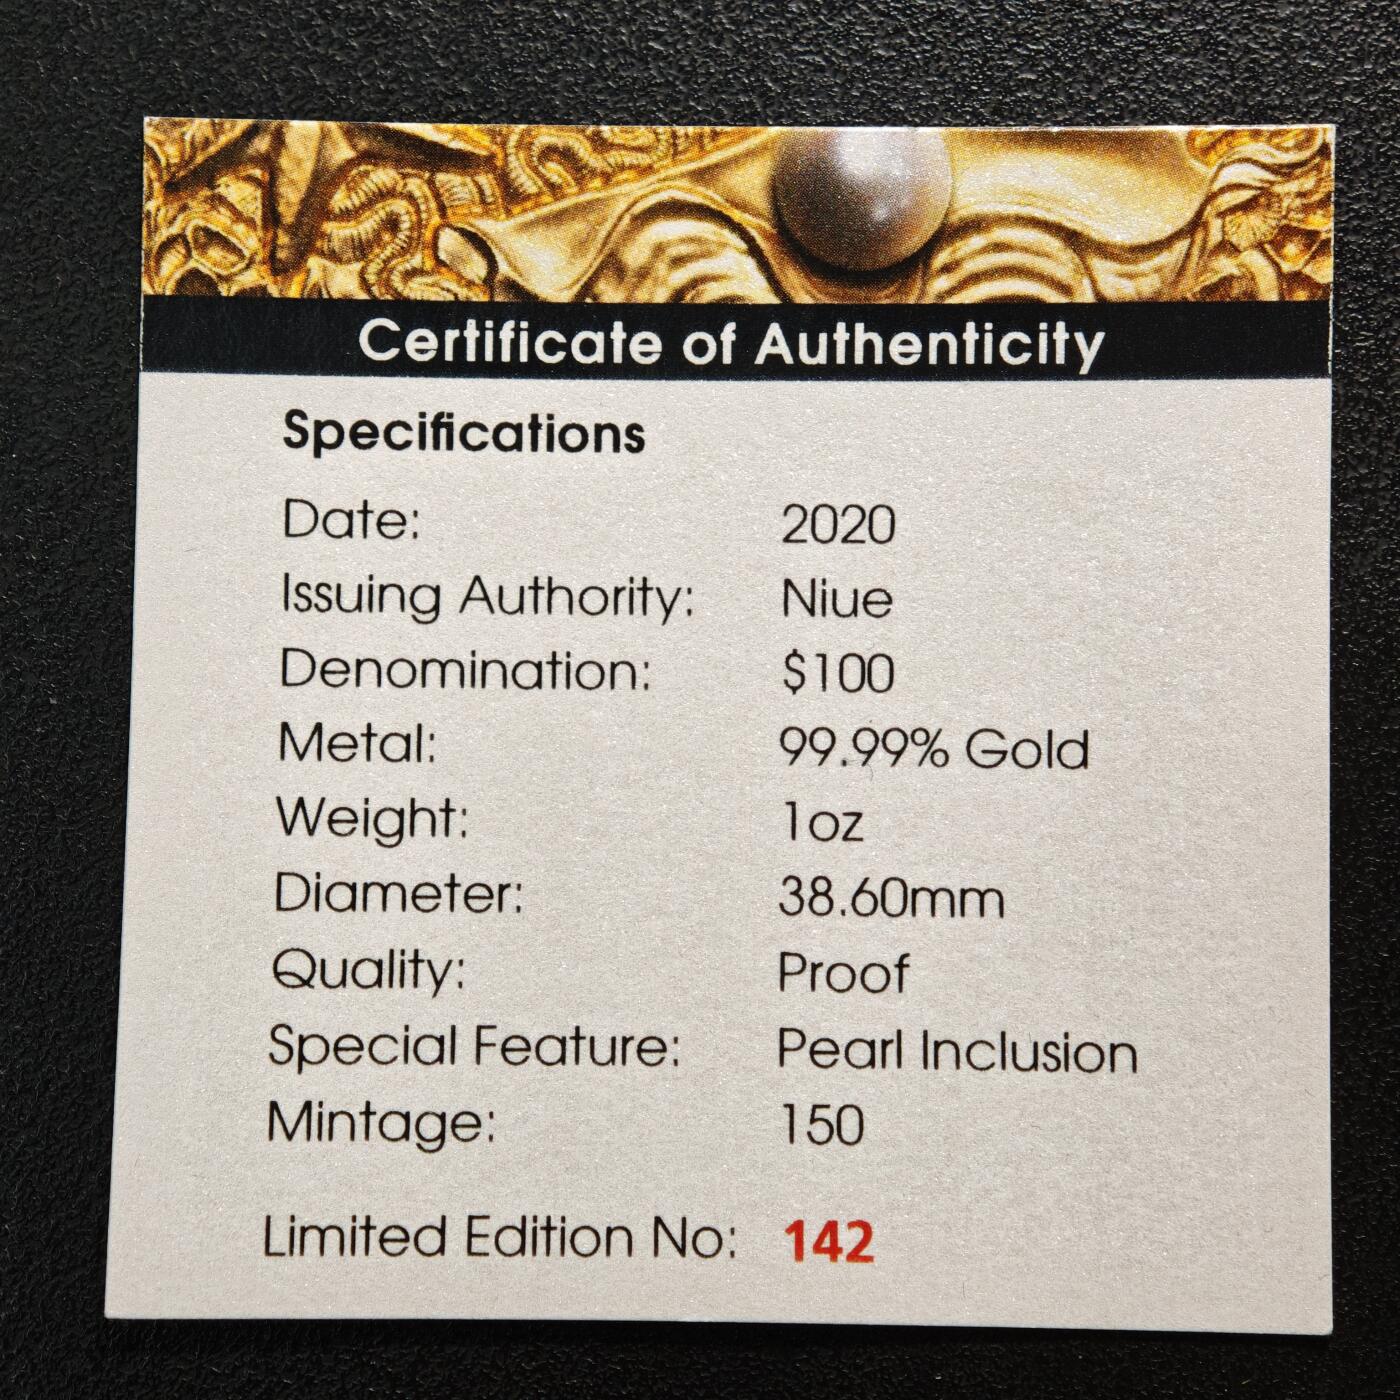 Certificate of Authenticity
Specifications
Date: 2020
Issuing Authority: Niue
Denomination: $100
Metal: 99.99% Gold
Weight: 1oz
Diameter: 38.60mm
Quality: Proof
Special Feature: Pearl Inclusion
Mintage: 150
Limited Edition No: 142